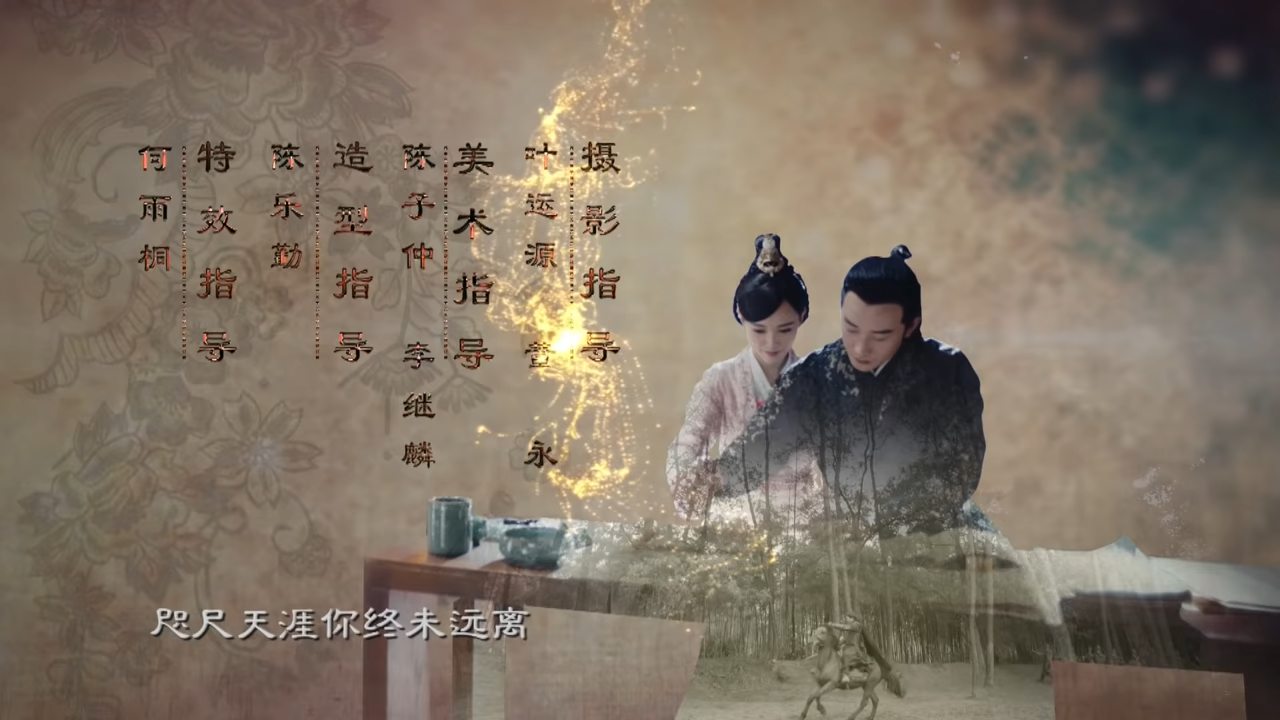 摄影指导
叶运源 萱永
美术指导
陈子仲 李继麟
造型指导
陈乐勤
特效指导
何雨桐
咫尺天涯你终未远离